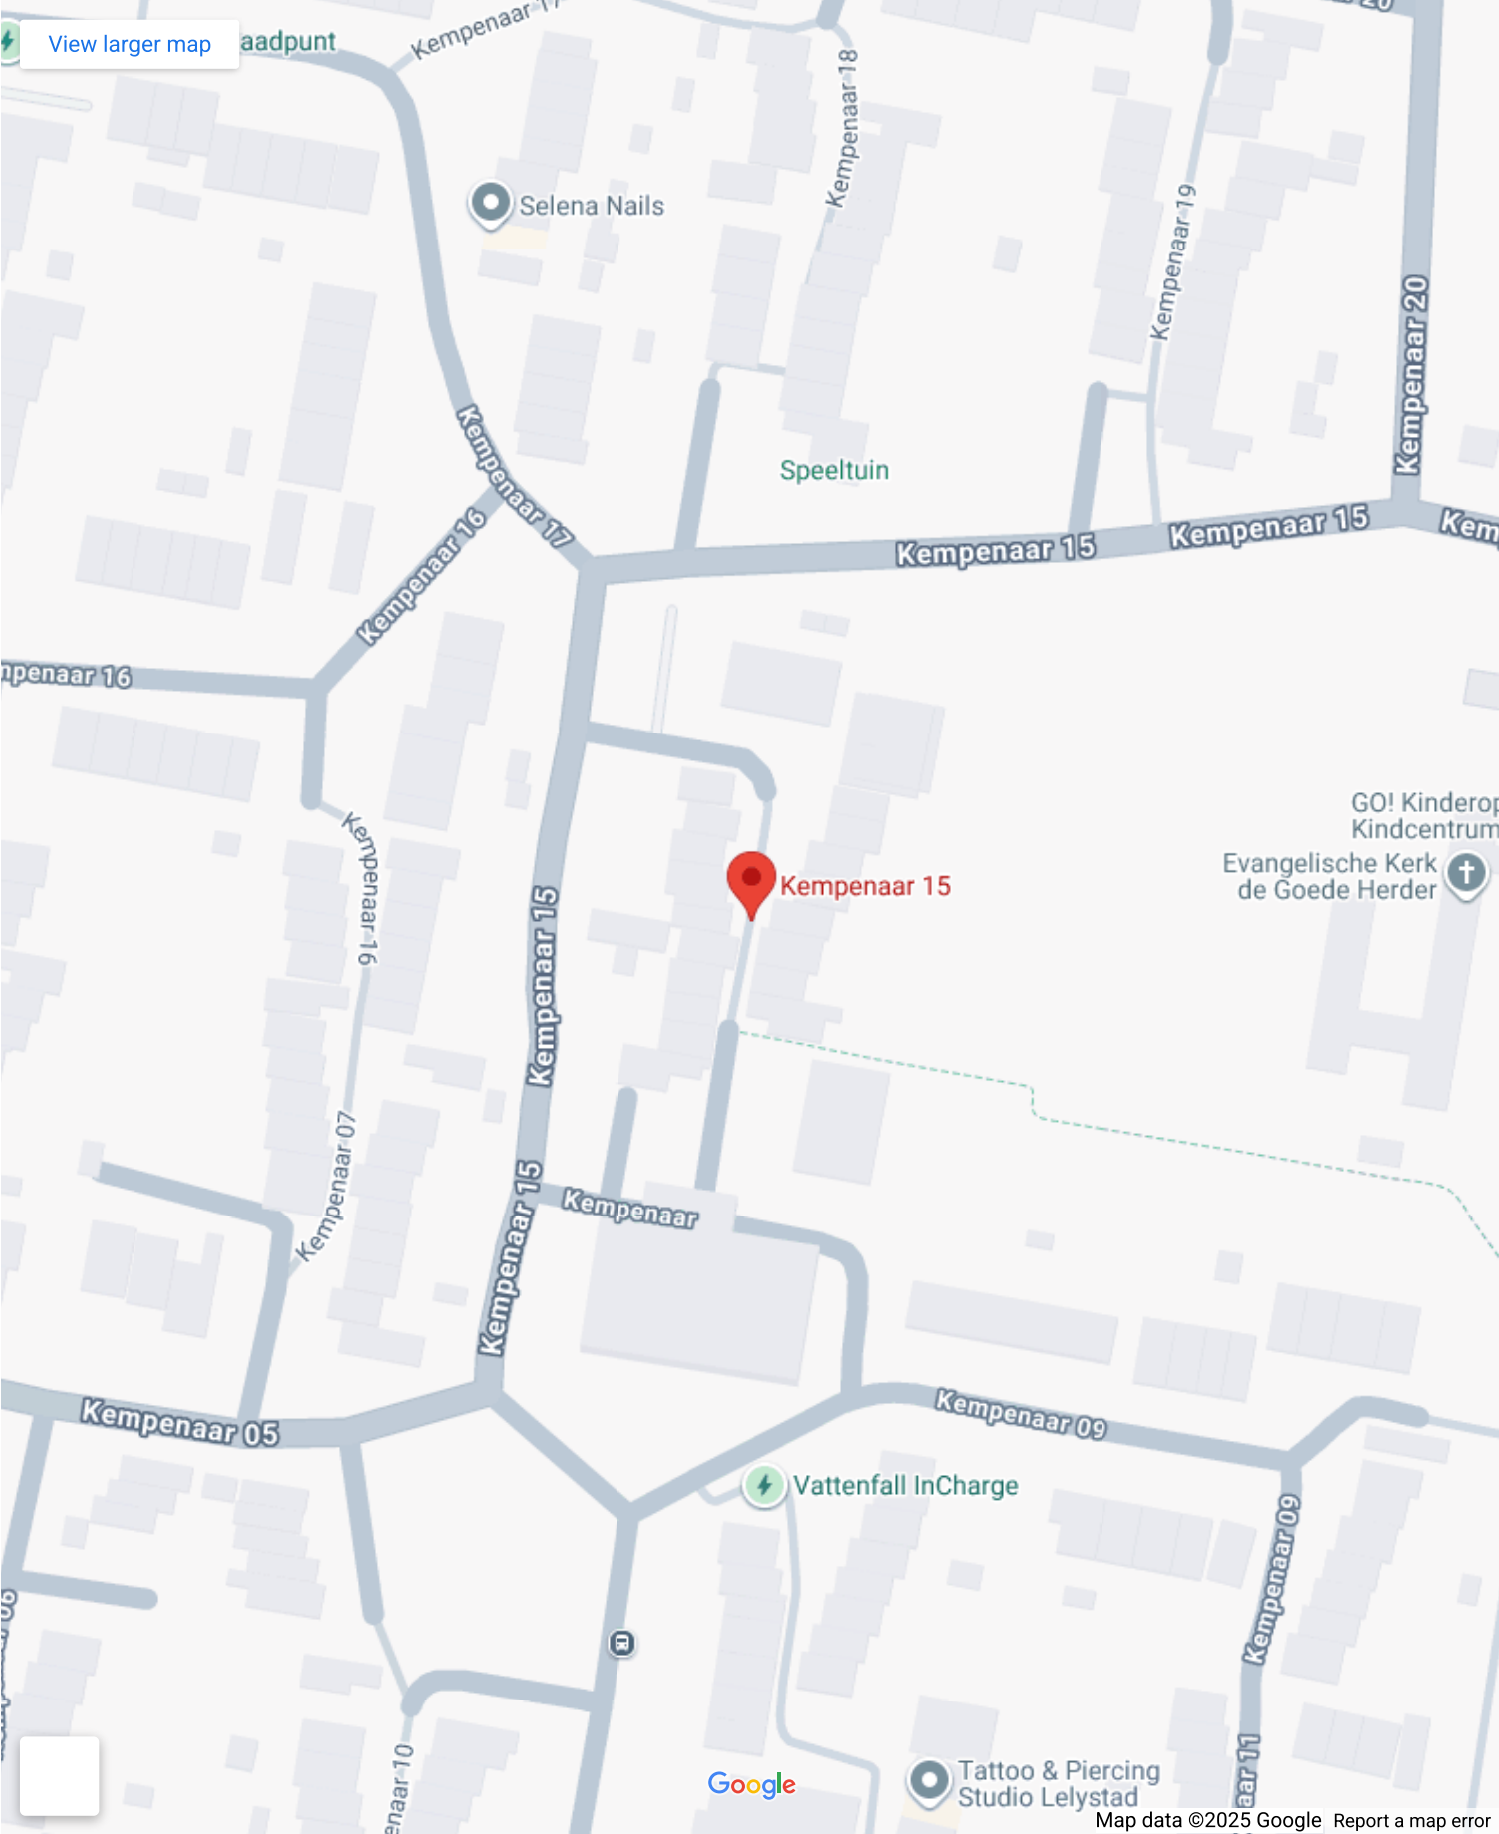 View larger map
aadpunt
Kempenaar 17
20
Kempenaar 18
Selena Nails
Kempenaar 19
Kempenaar 20
Kempenaar 17
Speeltuin
Kempenaar 16
Kempenaar 15
Kempenaar 15
Kem
mpenaar 16
GO! Kinderop
Kindcentrum
Evangelische Kerk
de Goede Herder
Kempenaar 16
Kempenaar 15
Kempenaar 15
Kempenaar 07
Kempenaar 15
Kempenaar
Kempenaar 05
Kempenaar 09
Vattenfall InCharge
Kempenaar 09
06
enaar 10
aar 11
Google
Tattoo & Piercing
Studio Lelystad
Map data ©2025 Google
Report a map error